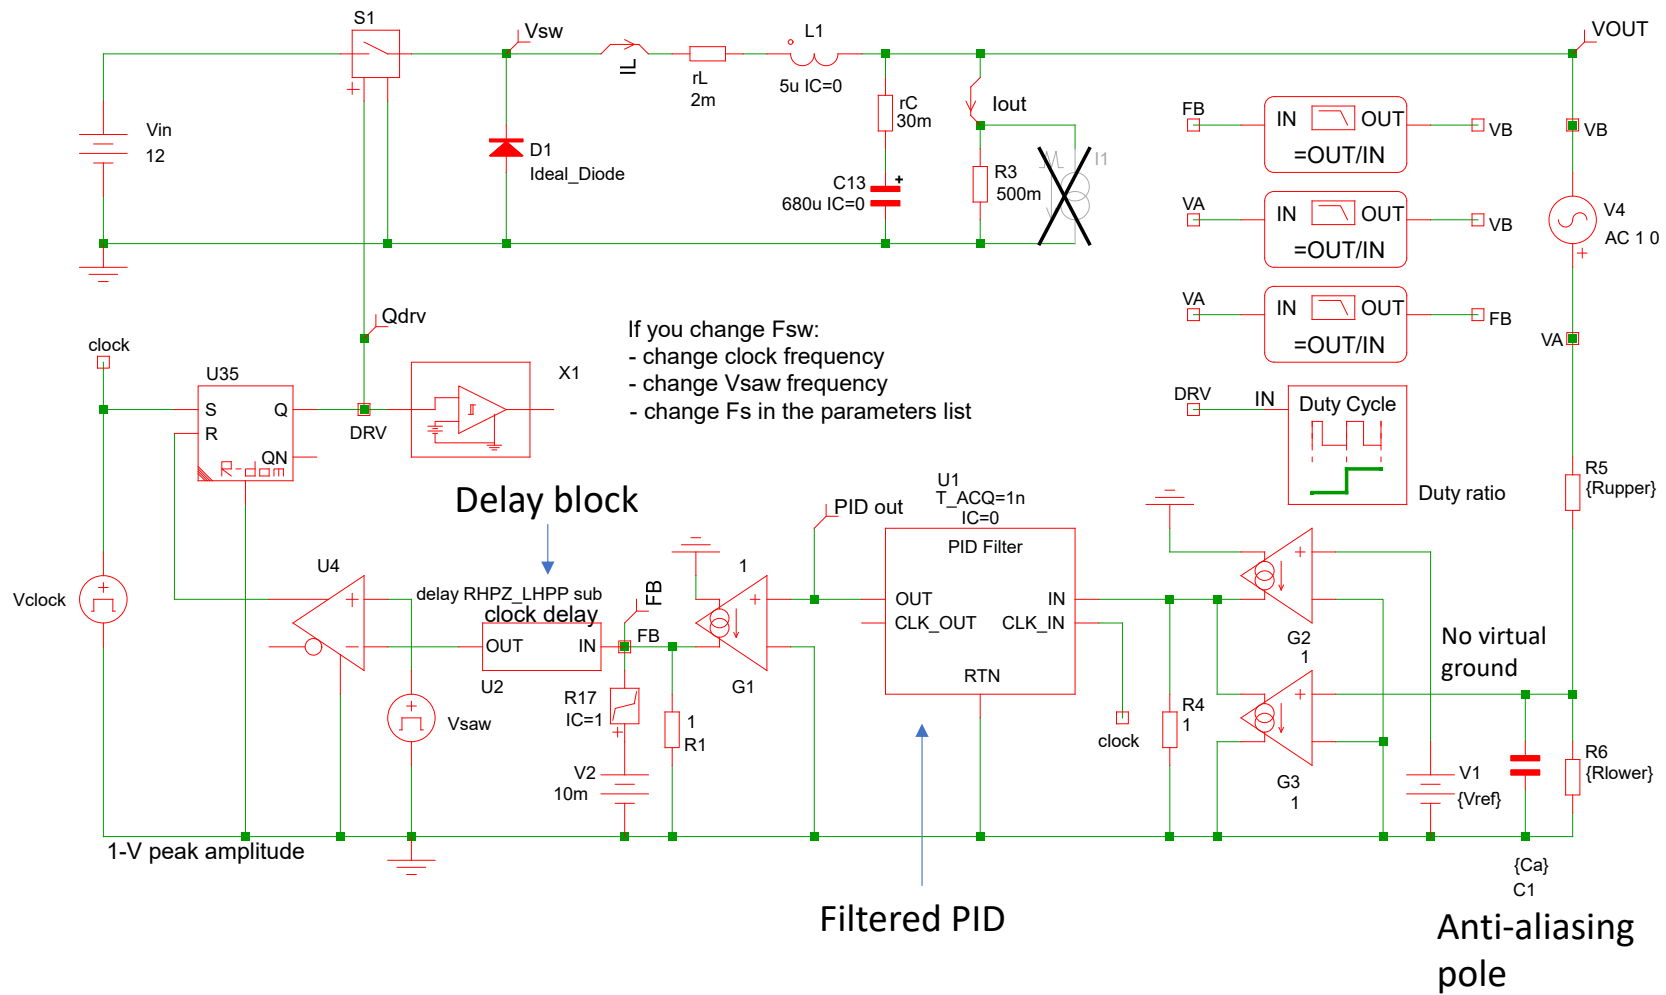 S1
Vsw
IL
rL
2m
L1
5u IC=0
VOUT
Vin
12
D1
Ideal_Diode
rC
30m
C13
+
680u IC=0
Iout
R3
500m
I1
FB
IN
OUT
=OUT/IN
VB
VB
VA
IN
OUT
=OUT/IN
VB
V4
AC 1 0
+
VA
IN
OUT
=OUT/IN
FB
VA
+
Qdrv
clock
If you change Fsw:
- change clock frequency
- change Vsaw frequency
- change Fs in the parameters list
U35
S
Q
R
QN
R-dom
DRV
X1
DRV
IN
Duty Cycle
Duty ratio
R5
{Rupper}
Delay block
PID out
U1
T_ACQ=1n
IC=0
PID Filter
OUT
IN
CLK_OUT
CLK_IN
RTN
U4
+
−
Vclock
+
delay RHPZ_LHPP sub
clock delay
OUT
IN
U2
FB
FB
1
+
G1
+
G2
1
+
G3
1
No virtual
ground
R17
IC=1
+
1
R1
Vsaw
+
V2
10m
clock
R4
1
V1
{Vref}
R6
{Rlower}
1-V peak amplitude
{Ca}
C1
Filtered PID
Anti-aliasing
pole